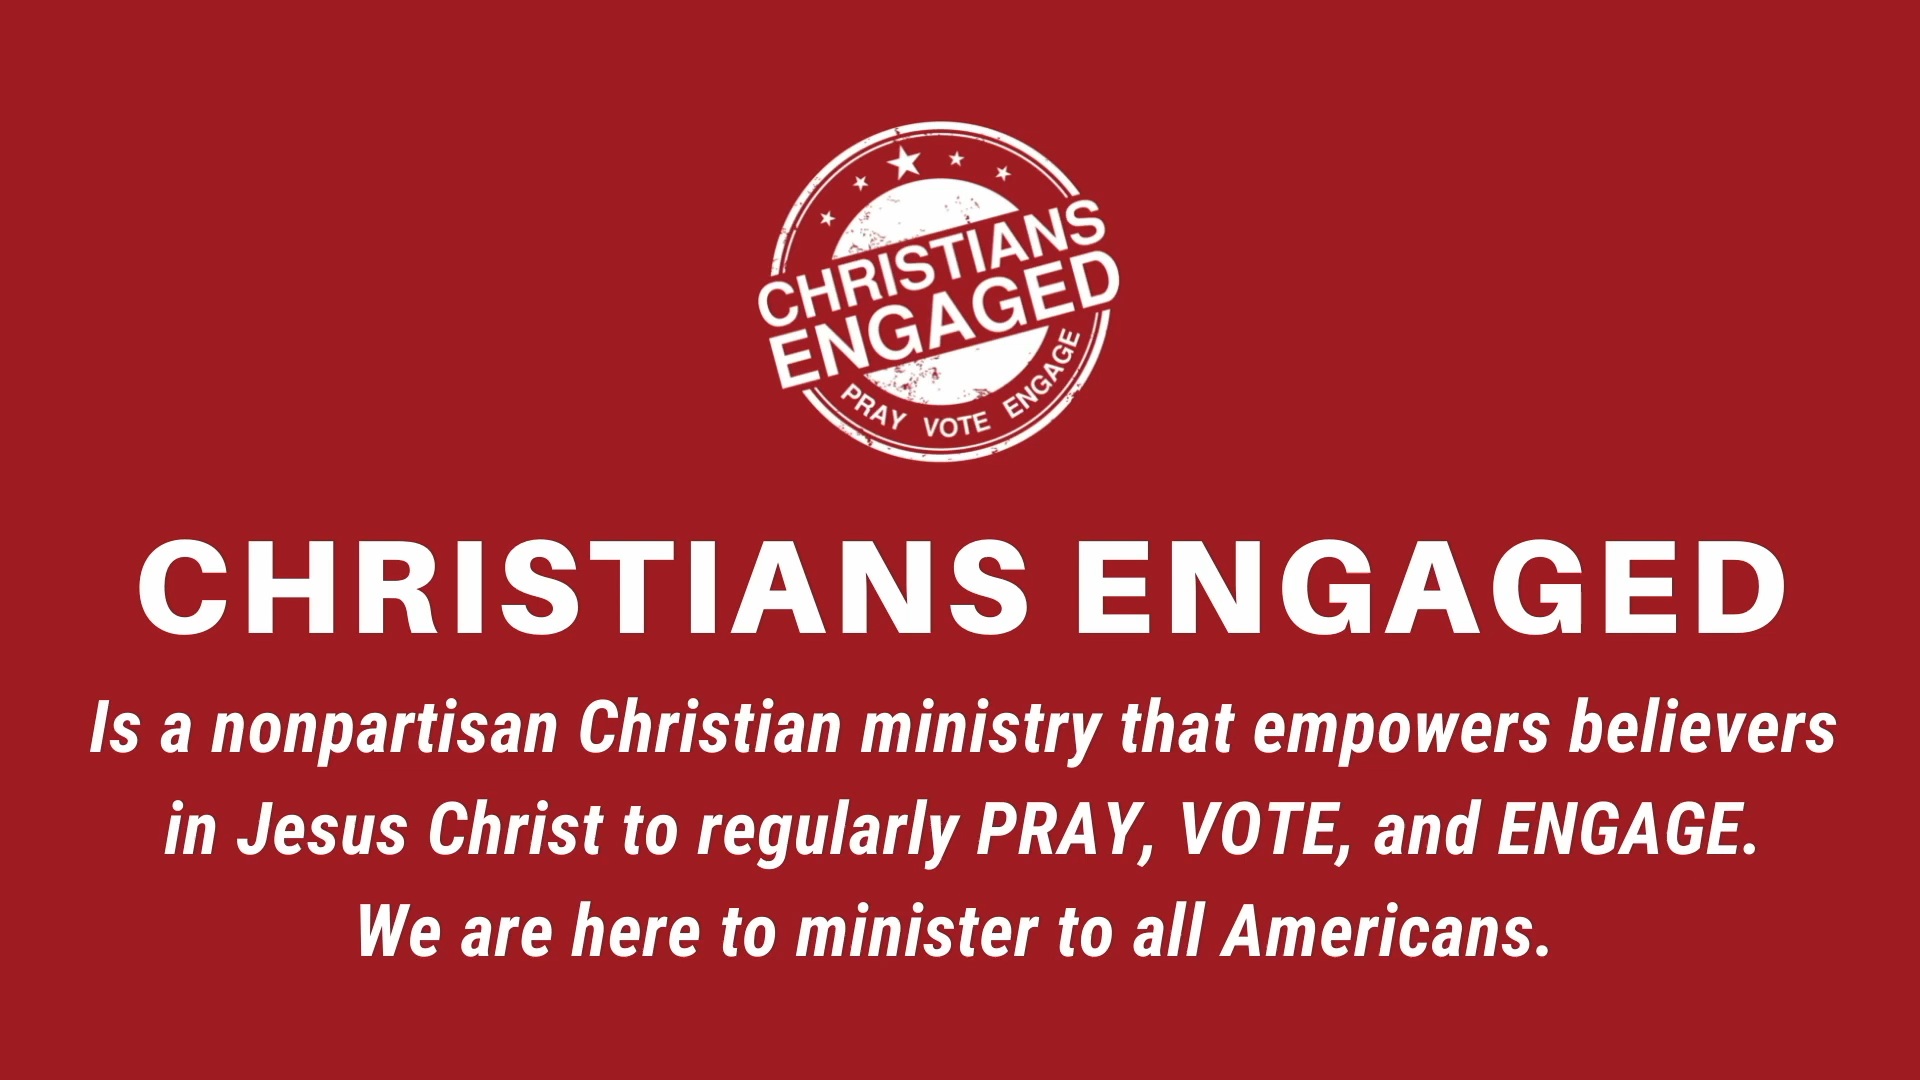 CHRISTIANS
ENGAGED
PRAY VOTE ENGAGE
CHRISTIANS ENGAGED
Is a nonpartisan Christian ministry that empowers believers
in Jesus Christ to regularly PRAY, VOTE, and ENGAGE.
We are here to minister to all Americans.